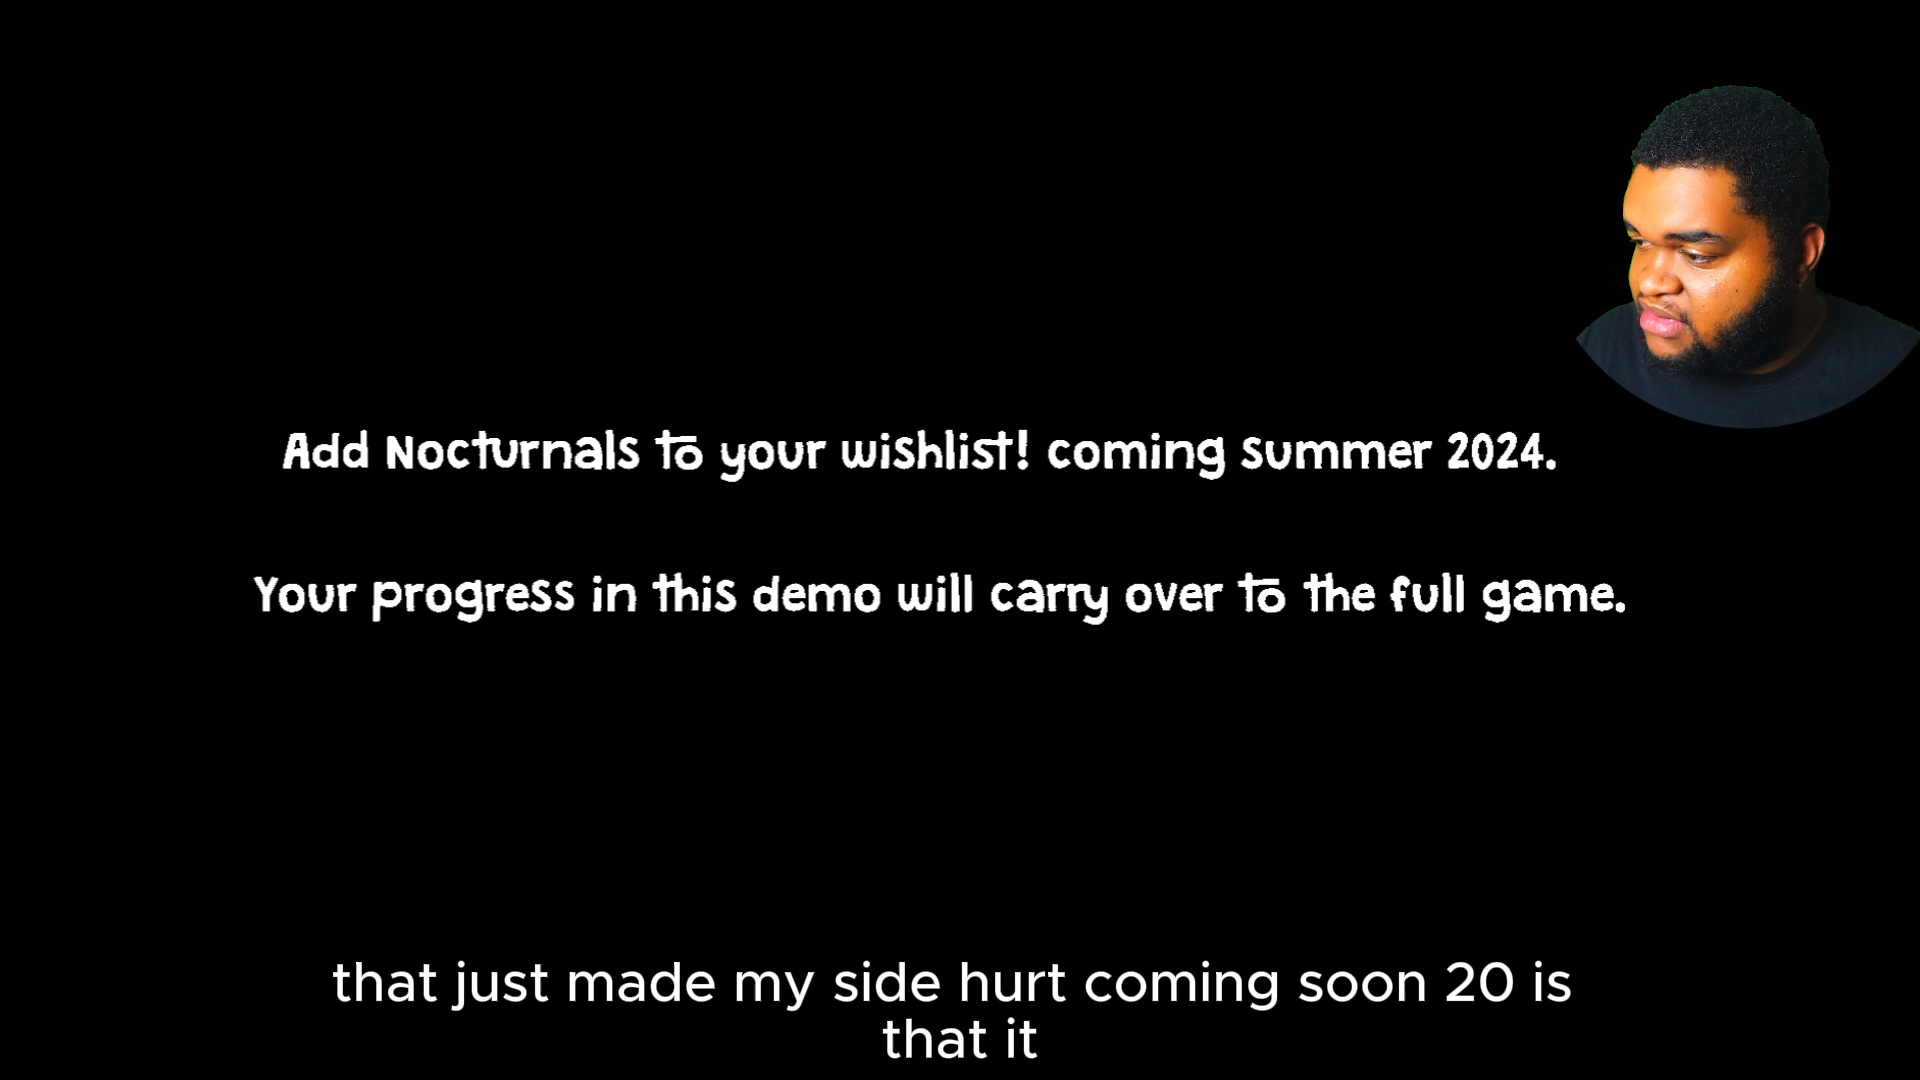 Add Nocturnals to your wishlist! coming summer 2024.
Your progress in this demo will carry over to the full game.
that just made my side hurt coming soon 20 is
that it